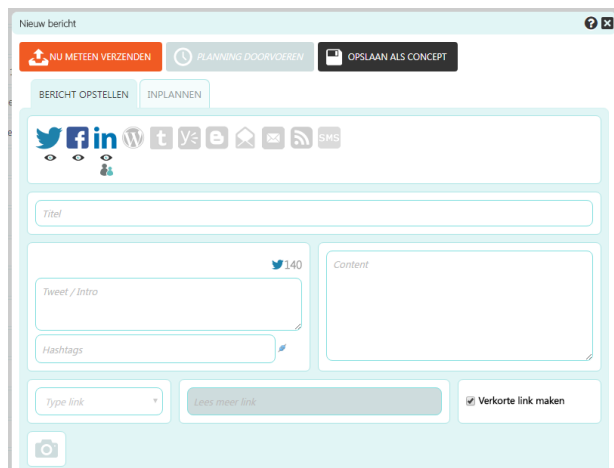 Nieuw bericht
NU METEEN VERZENDEN
PLANNING DOORVOEREN
OPSLAAN ALS CONCEPT
BERICHT OPSTELLEN
INPLANNEN
SMS
Titel
140
Content
Tweet / Intro
Hashtags
Type link
Lees meer link
Verkorte link maken